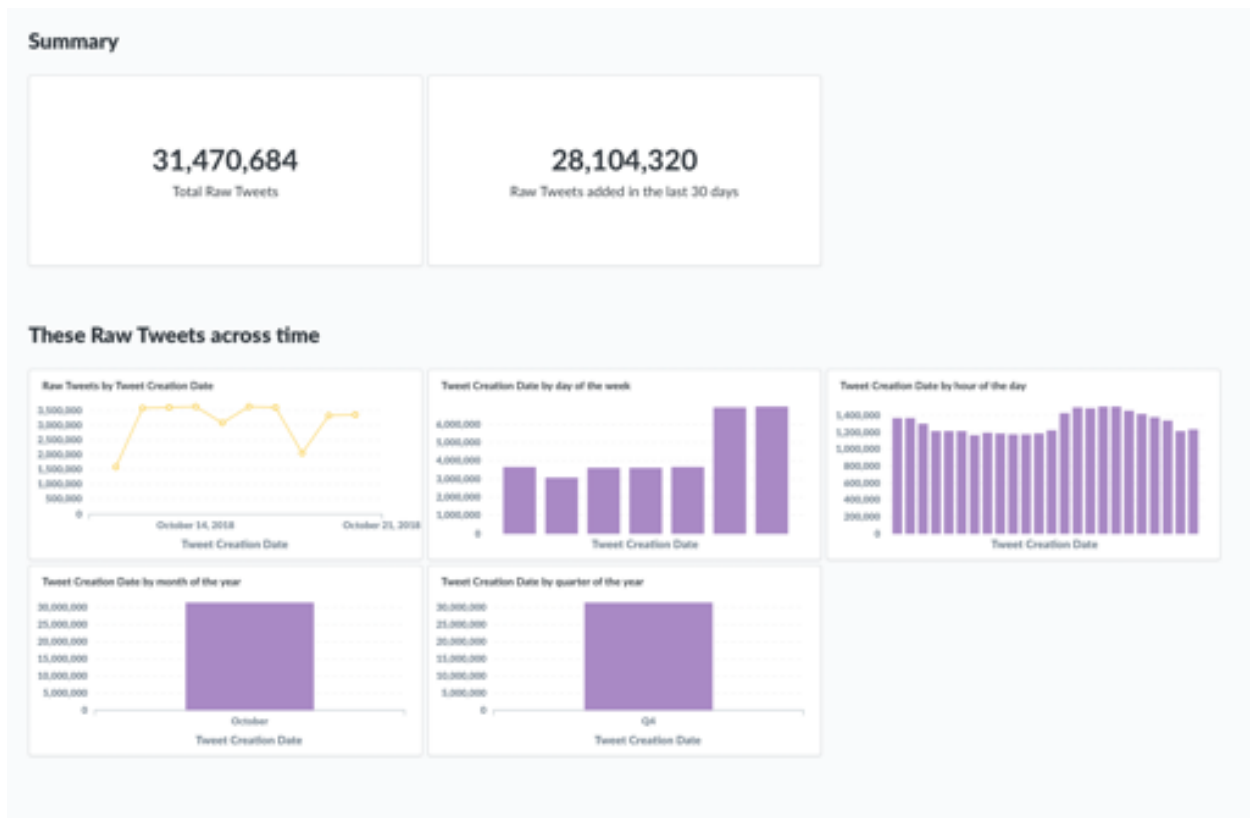 Summary
31,470,684
Total Raw Tweets
28,104,320
Raw Tweets added in the last 30 days
These Raw Tweets across time
Raw Tweets by Tweet Creation Date
3,500,000
3,000,000
2,500,000
2,000,000
1,500,000
1,000,000
500,000
0
October 14, 2018
October 21, 2018
Tweet Creation Date
Tweet Creation Date by day of the week
6,000,000
5,000,000
4,000,000
3,000,000
2,000,000
1,000,000
0
Tweet Creation Date
Tweet Creation Date by hour of the day
1,400,000
1,200,000
1,000,000
800,000
600,000
400,000
200,000
0
Tweet Creation Date
Tweet Creation Date by month of the year
30,000,000
25,000,000
20,000,000
15,000,000
10,000,000
5,000,000
0
October
Tweet Creation Date
Tweet Creation Date by quarter of the year
30,000,000
25,000,000
20,000,000
15,000,000
10,000,000
5,000,000
0
Q4
Tweet Creation Date